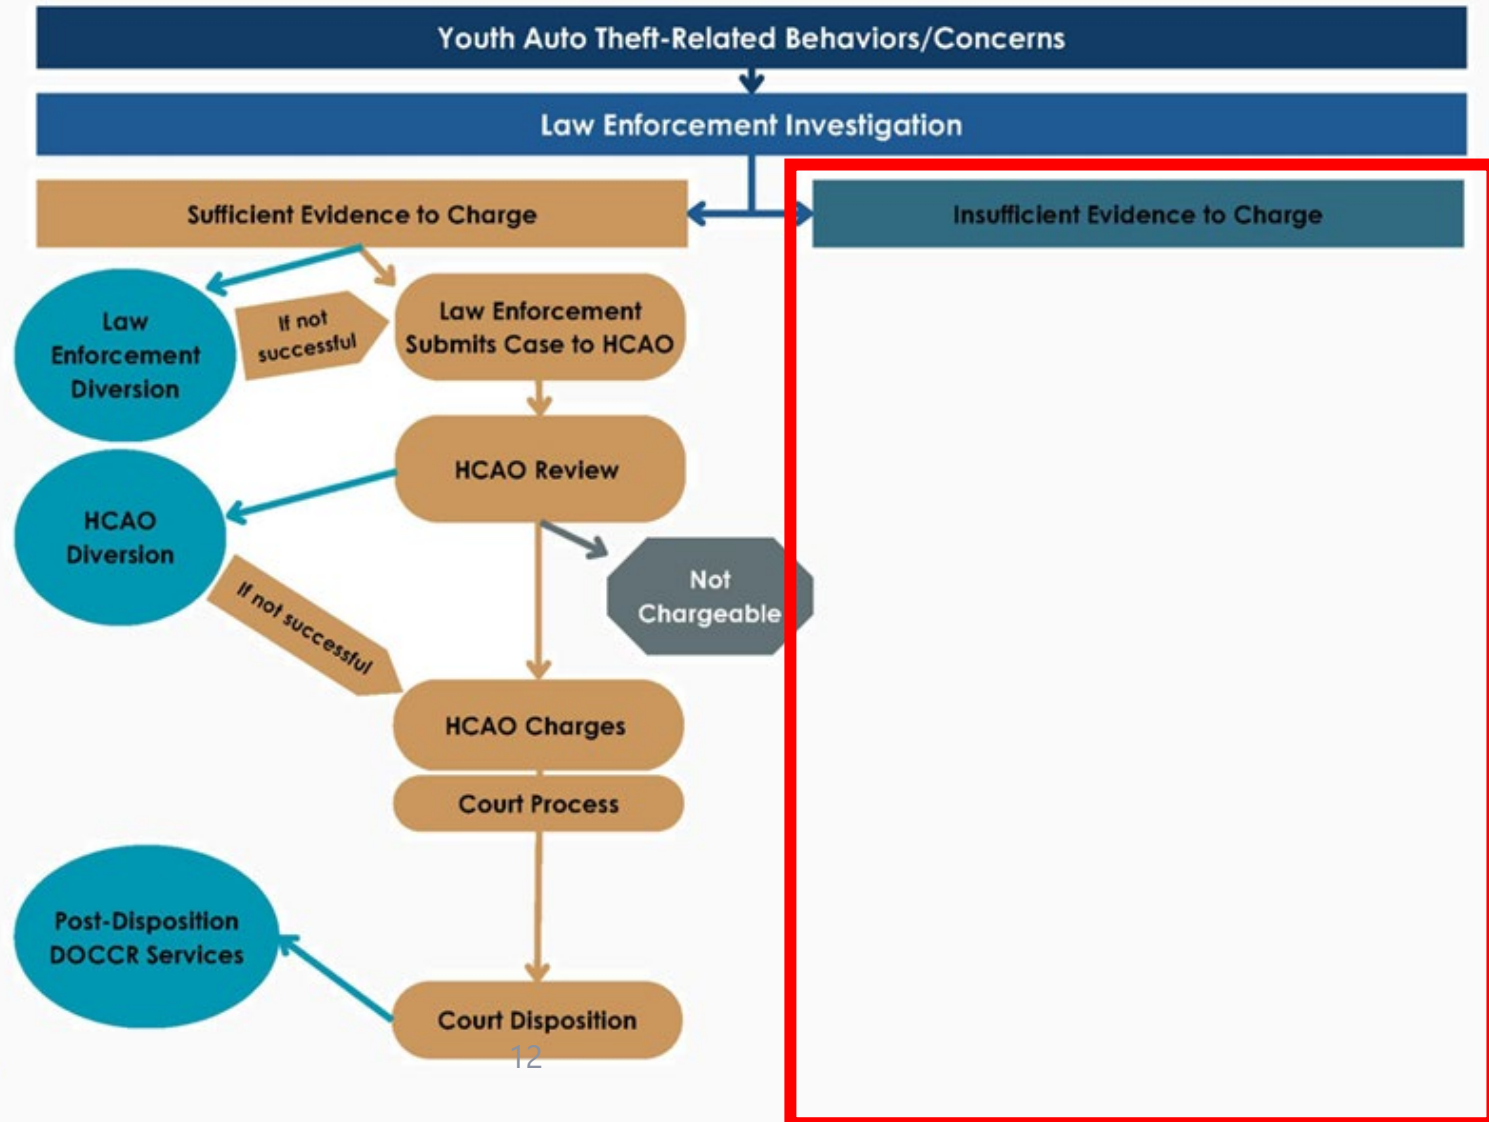 Youth Auto Theft-Related Behaviors/Concerns
Law Enforcement Investigation
Sufficient Evidence to Charge
Insufficient Evidence to Charge
Law
Enforcement
Diversion
If not
successful
Law Enforcement
Submits Case to HCAO
HCAO Review
HCAO
Diversion
Not
Chargeable
If not successful
HCAO Charges
Court Process
Post-Disposition
DOCCR Services
Court Disposition
12